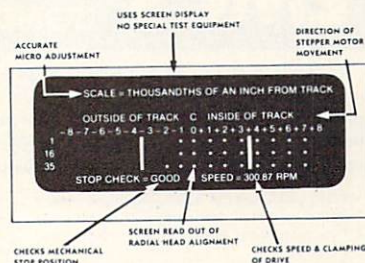 USES SCREEN DISPLAY
NO SPECIAL TEST EQUIPMENT
DIRECTION OF
STEPPER MOTOR
MOVEMENT
ACCURATE
MICRO ADJUSTMENT
SCALE = THOUSANDTHS OF AN INCH FROM TRACK
OUTSIDE OF TRACK C INSIDE OF TRACK
-8-7-6-5-4-3-2-1 0+1+2+3+4+5+6+7+8
1
16
35
STOP CHECK = GOOD SPEED = 300.87 RPM
SCREEN READ OUT OF
RADIAL HEAD ALIGNMENT
CHECKS MECHANICAL
STOP POSITION
CHECKS SPEED & CLAMPING
OF DRIVE